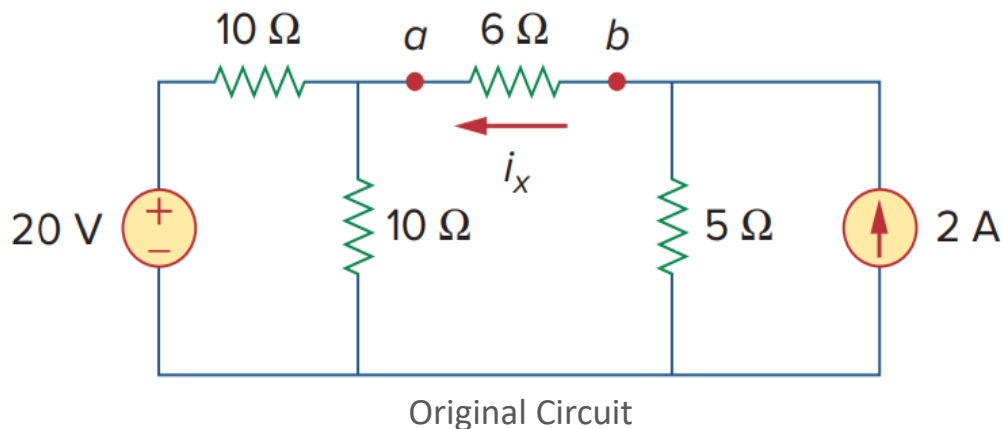 10 Ω
a
6 Ω
b
i_x
20 V
+
−
10 Ω
5 Ω
2 A
Original Circuit